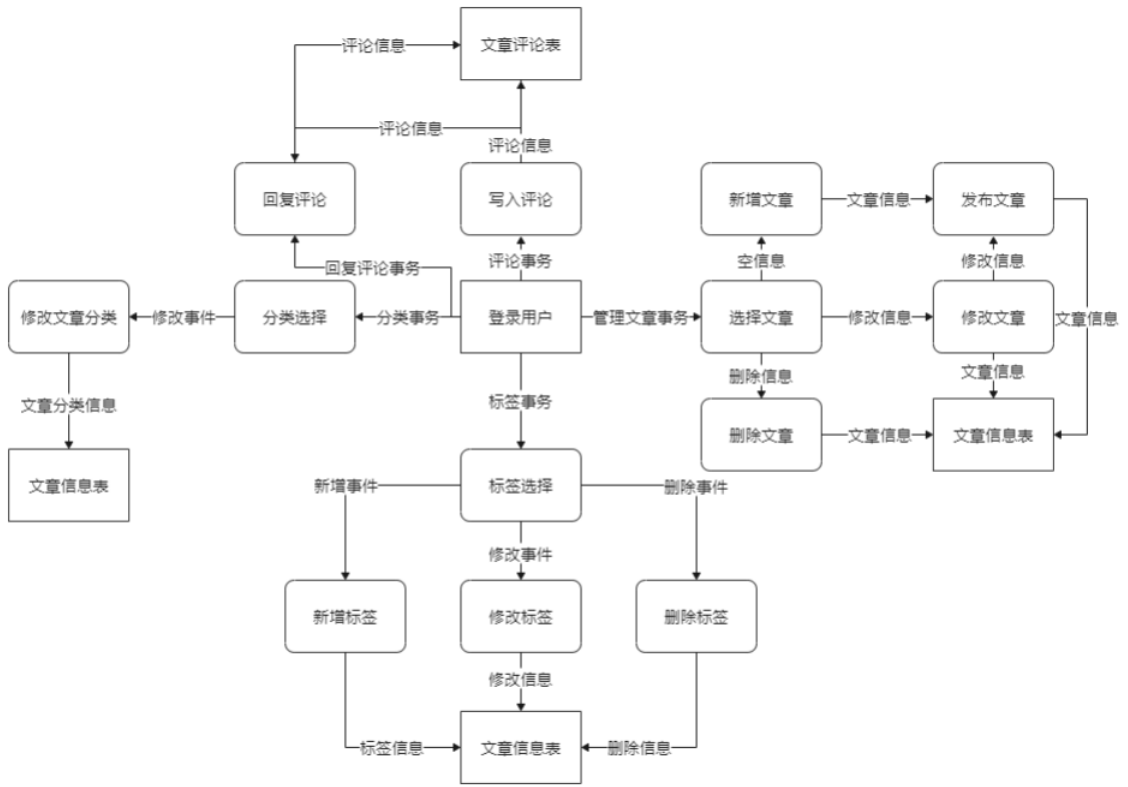 评论信息
文章评论表
评论信息
评论信息
回复评论
写入评论
新增文章
文章信息
发布文章
回复评论事务
评论事务
空信息
修改信息
修改文章分类
修改事件
分类选择
分类事务
登录用户
管理文章事务
选择文章
修改信息
修改文章
文章信息
删除信息
文章信息
文章分类信息
标签事务
删除文章
文章信息
文章信息表
文章信息表
新增事件
标签选择
删除事件
修改事件
新增标签
修改标签
删除标签
修改信息
标签信息
文章信息表
删除信息